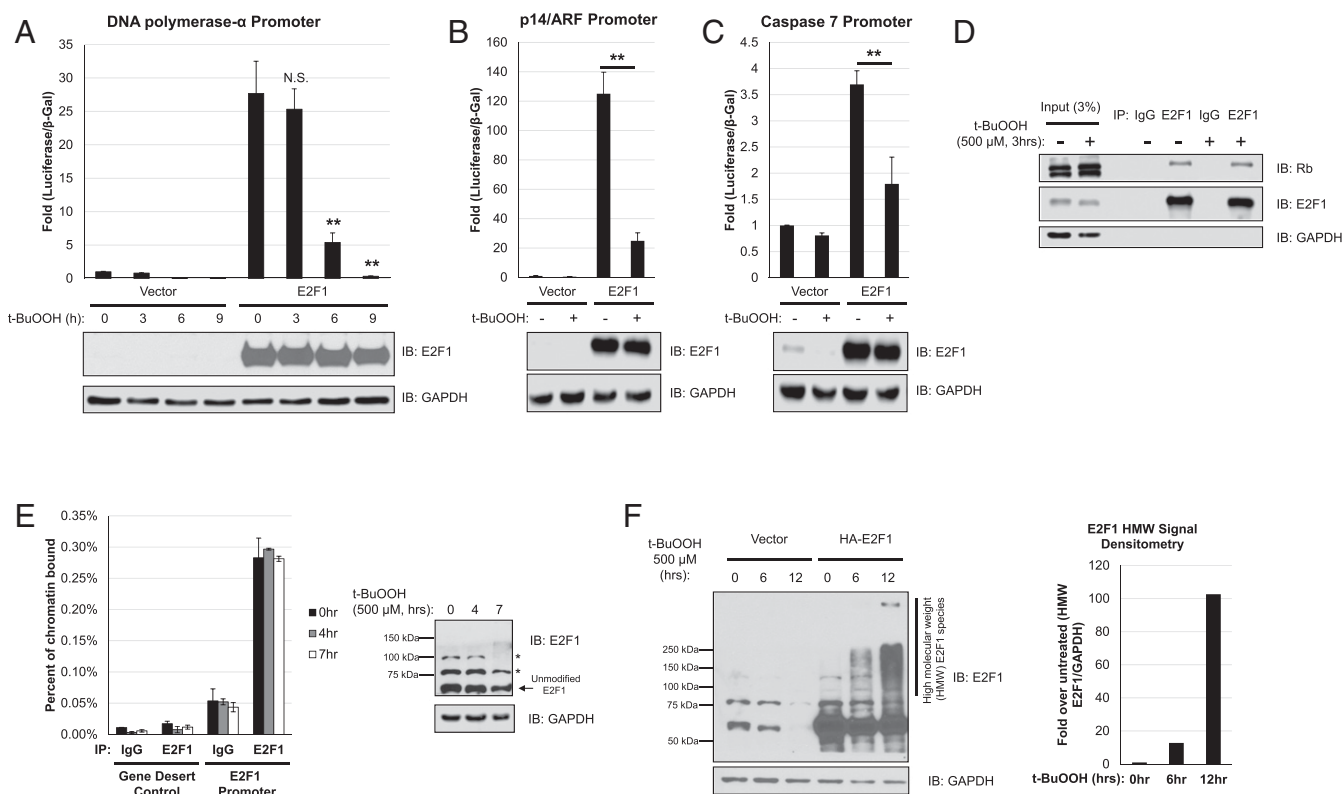 A
DNA polymerase-α Promoter
Fold (Lluciferase/β-Gal)
35
30
25
20
15
10
5
0
N.S.
**
**
Vector
E2F1
t-BuOOH (h): 0 3 6 9 0 3 6 9
IB: E2F1
IB: GAPDH
B
p14/ARF Promoter
Fold (Luciferase/β-Gal)
160
140
120
100
80
60
40
20
0
**
Vector
E2F1
t-BuOOH: - + - +
IB: E2F1
IB: GAPDH
C
Caspase 7 Promoter
Fold (Lluciferase/β-Gal)
4.5
4
3.5
3
2.5
2
1.5
1
0.5
0
**
Vector
E2F1
t-BuOOH: - + - +
IB: E2F1
IB: GAPDH
D
Input (3%)
IP: IgG E2F1 IgG E2F1
t-BuOOH
(500 µM, 3hrs): - + - - + +
IB: Rb
IB: E2F1
IB: GAPDH
E
Percent of chromatin bound
0.35%
0.30%
0.25%
0.20%
0.15%
0.10%
0.05%
0.00%
0hr
4hr
7hr
IP: IgG E2F1 IgG E2F1
Gene Desert
Control
E2F1
Promoter
t-BuOOH
(500 µM, hrs): 0 4 7
150 kDa
100 kDa
75 kDa
IB: E2F1
*
*
Unmodified
E2F1
IB: GAPDH
F
t-BuOOH
500 µM
(hrs):
Vector
HA-E2F1
0 6 12 0 6 12
250 kDa
150 kDa
100 kDa
75 kDa
50 kDa
High molecular weight
(HMW) E2F1 species
IB: E2F1
IB: GAPDH
E2F1 HMW Signal
Densitometry
Fold over untreated (HMW
E2F1/GAPDH)
120
100
80
60
40
20
0
t-BuOOH (hrs): 0hr 6hr 12hr